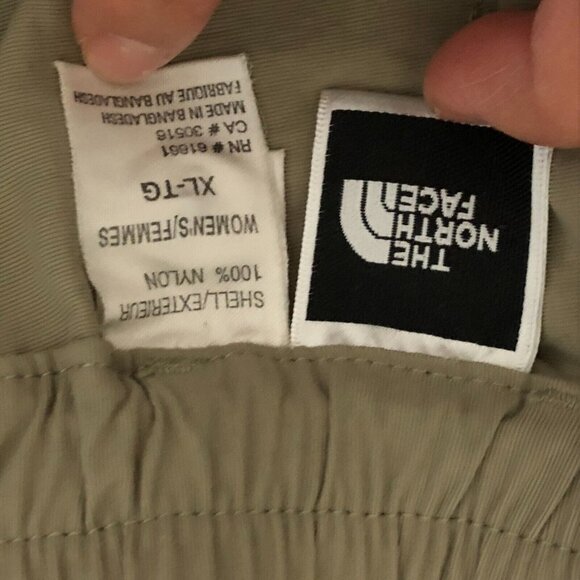 SHELL/EXTERIEUR
100% NYLON
WOMEN'S/FEMMES
XL-TG
RN # 61661
CA # 30516
MADE IN BANGLADESH
FABRIQUE AU BANGLADESH
THE
NORTH
FACE